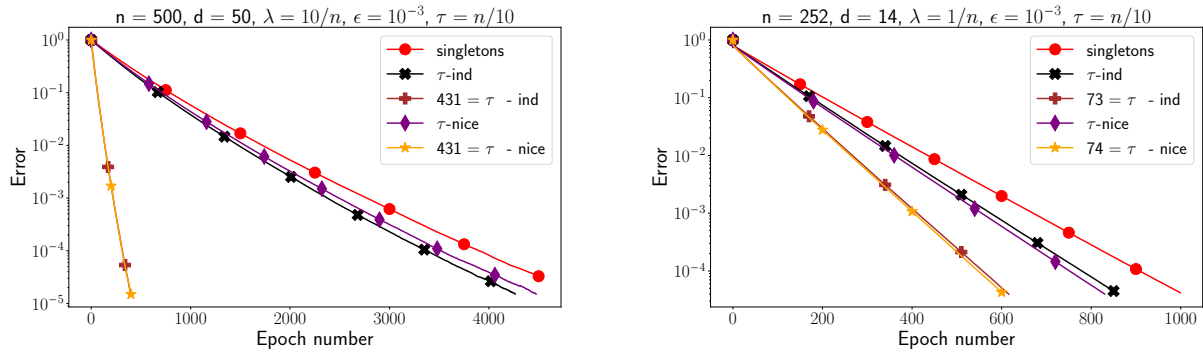 n = 500, d = 50, λ = 10/n, ϵ = 10⁻³, τ = n/10
Error
10⁰
10⁻¹
10⁻²
10⁻³
10⁻⁴
10⁻⁵
singletons
τ-ind
431 = τ - ind
τ-nice
431 = τ - nice
0 1000 2000 3000 4000
Epoch number
n = 252, d = 14, λ = 1/n, ϵ = 10⁻³, τ = n/10
Error
10⁰
10⁻¹
10⁻²
10⁻³
10⁻⁴
singletons
τ-ind
73 = τ - ind
τ-nice
74 = τ - nice
0 200 400 600 800 1000
Epoch number